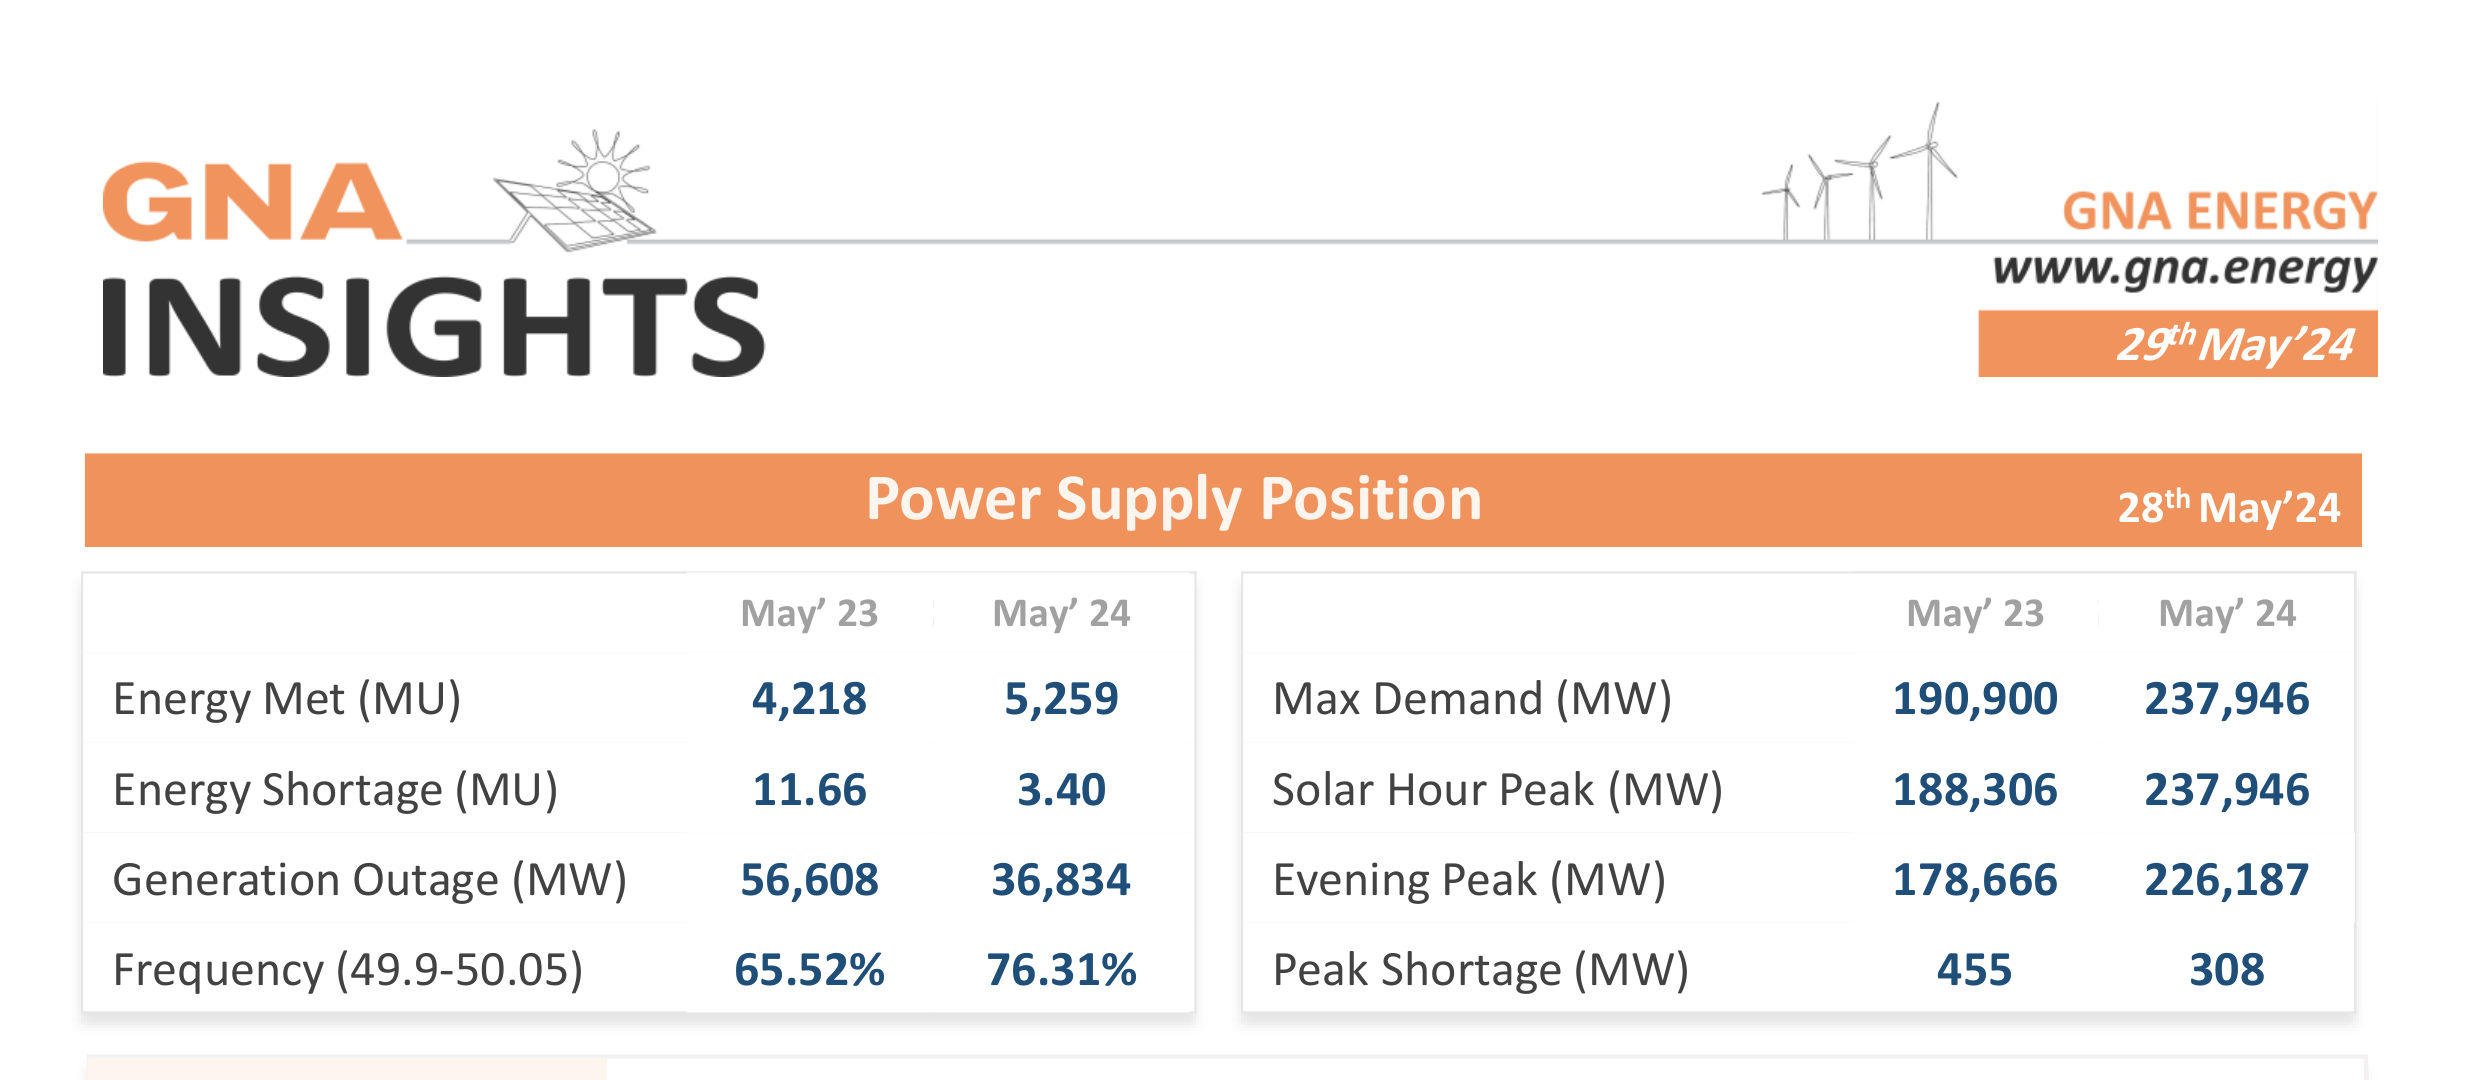 GNA
INSIGHTS
GNA ENERGY
www.gna.energy
29th May’24
Power Supply Position
28th May’24
May’ 23 May’ 24
Energy Met (MU) 4,218 5,259
Energy Shortage (MU) 11.66 3.40
Generation Outage (MW) 56,608 36,834
Frequency (49.9-50.05) 65.52% 76.31%
May’ 23 May’ 24
Max Demand (MW) 190,900 237,946
Solar Hour Peak (MW) 188,306 237,946
Evening Peak (MW) 178,666 226,187
Peak Shortage (MW) 455 308